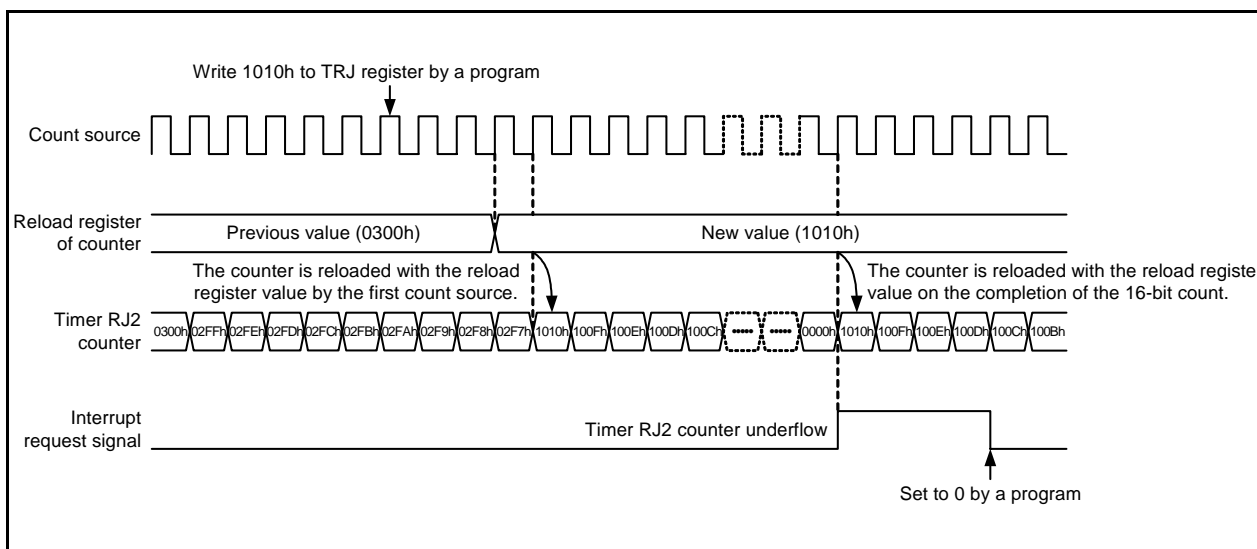 Write 1010h to TRJ register by a program
Count source
Reload register
of counter
Previous value (0300h)
New value (1010h)
The counter is reloaded with the reload
register value by the first count source.
The counter is reloaded with the reload registe
value on the completion of the 16-bit count.
Timer RJ2
counter
0300h 02FFh 02FEh 02FDh 02FCh 02FBh 02FAh 02F9h 02F8h 02F7h 1010h 100Fh 100Eh 100Dh 100Ch ---- ---- 0000h 1010h 100Fh 100Eh 100Dh 100Ch 100Bh
Interrupt
request signal
Timer RJ2 counter underflow
Set to 0 by a program